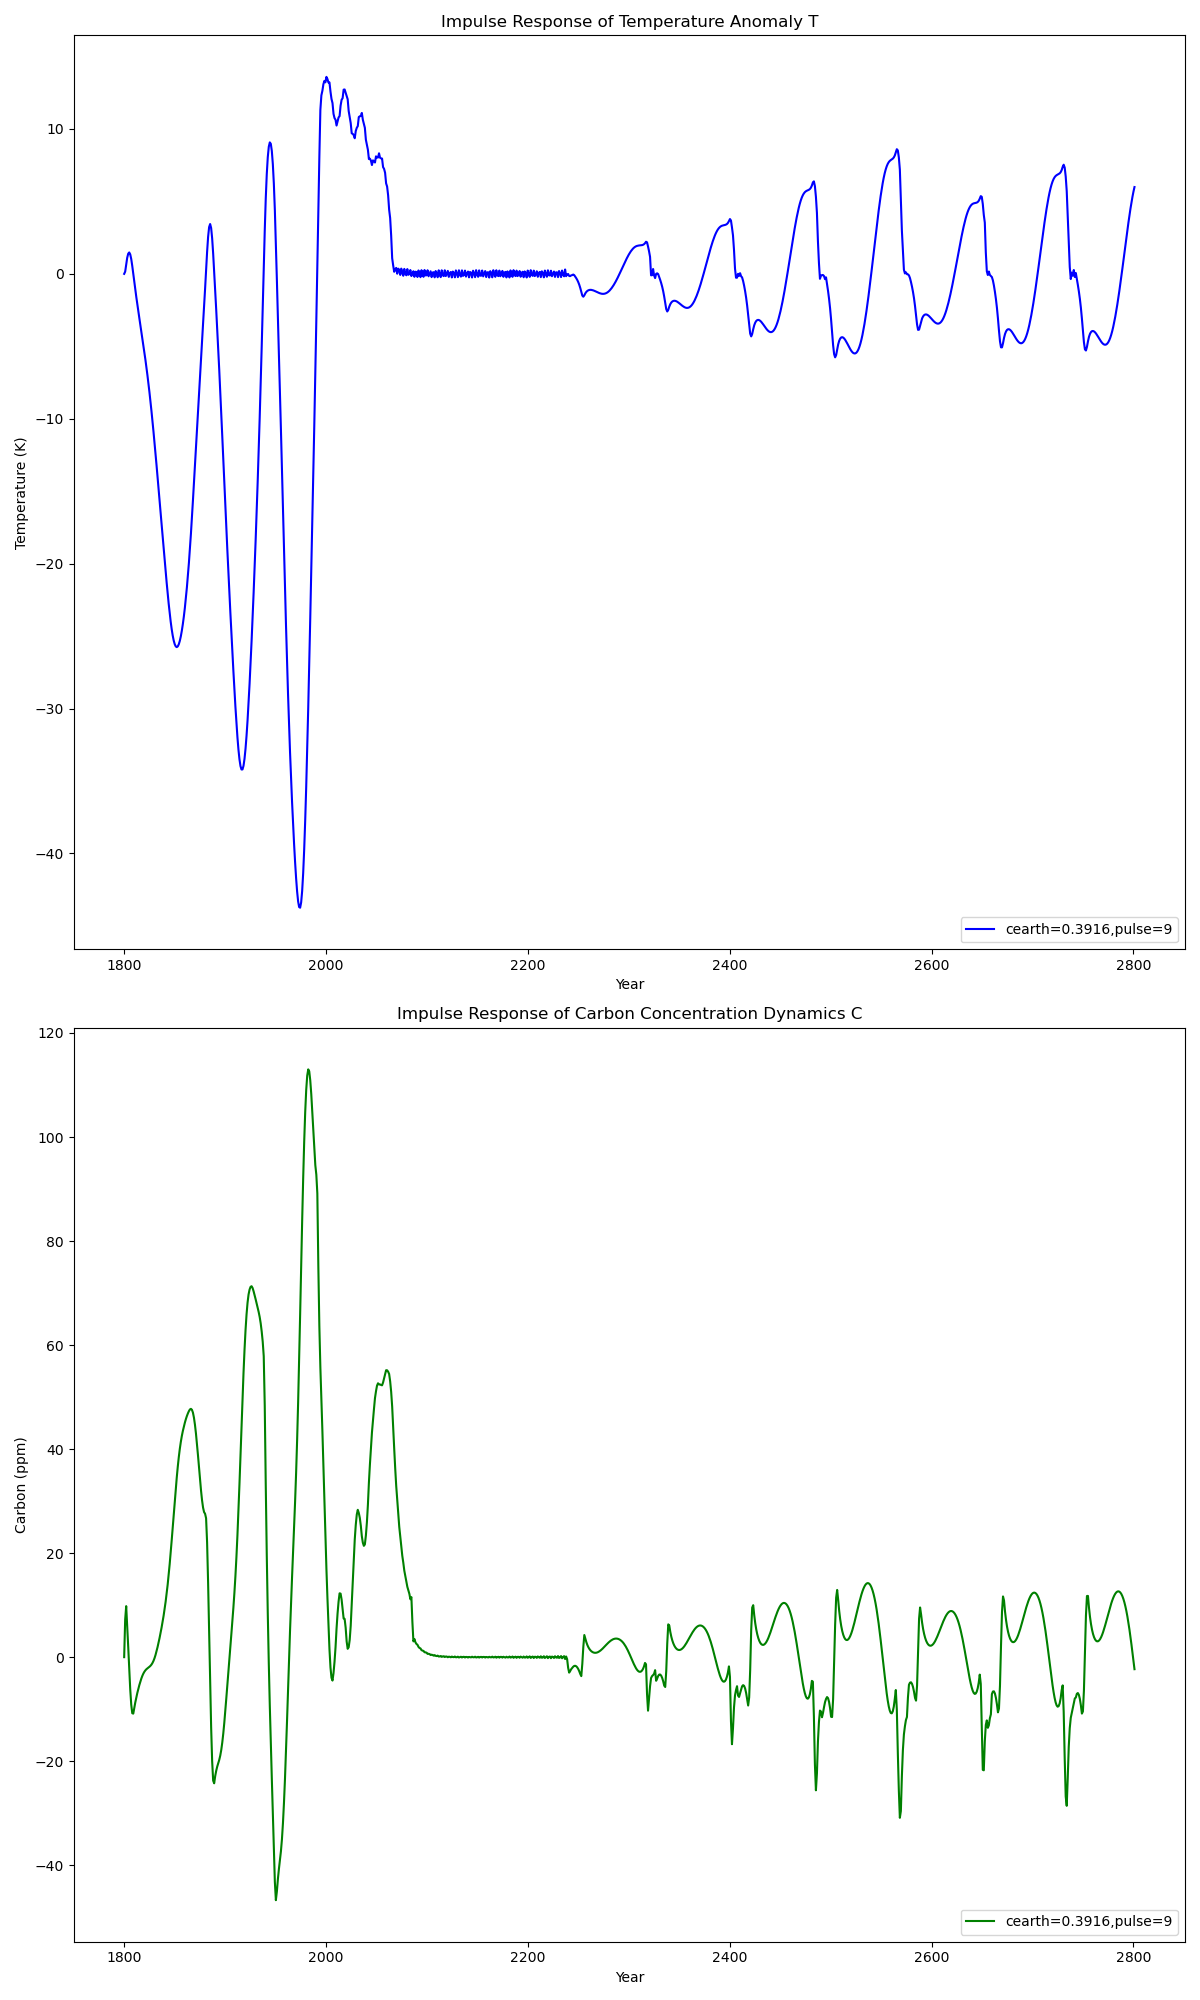 Impulse Response of Temperature Anomaly T
10
0
−10
−20
−30
−40
Temperature (K)
cearth=0.3916,pulse=9
1800 2000 2200 2400 2600 2800
Year
Impulse Response of Carbon Concentration Dynamics C
120
100
80
60
40
20
0
−20
−40
Carbon (ppm)
cearth=0.3916,pulse=9
1800 2000 2200 2400 2600 2800
Year